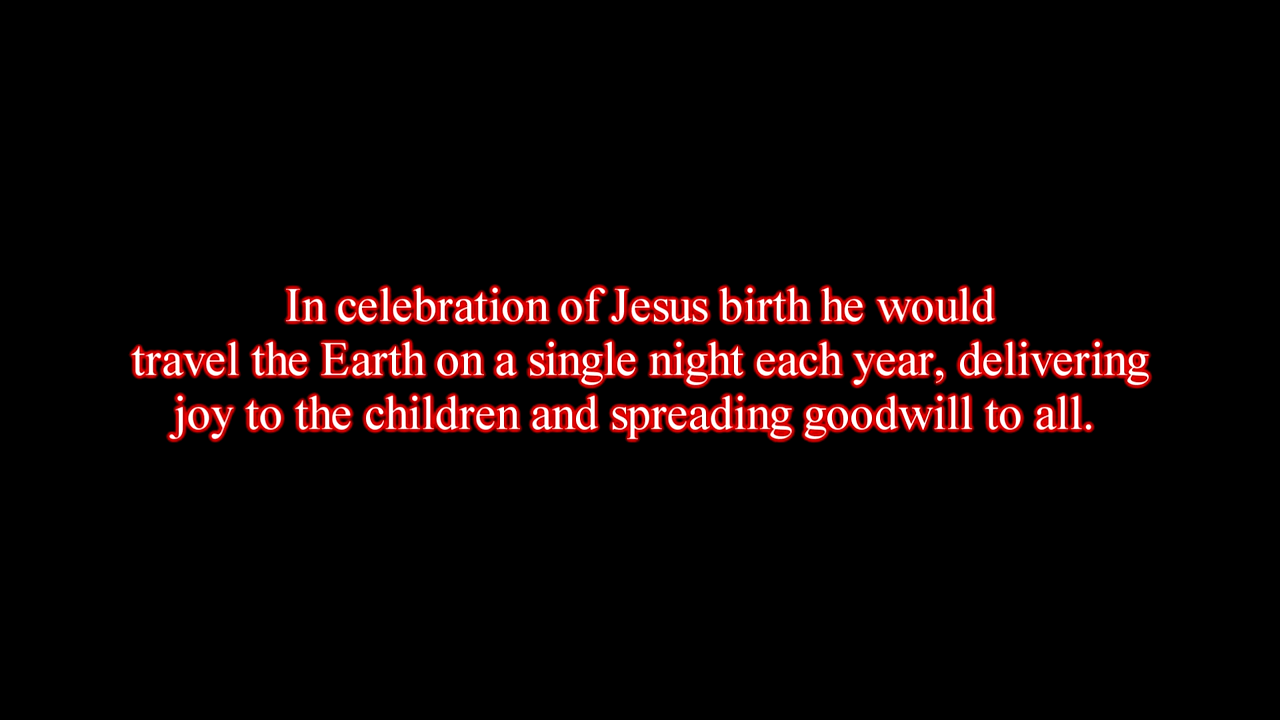 In celebration of Jesus birth he would
travel the Earth on a single night each year, delivering
joy to the children and spreading goodwill to all.